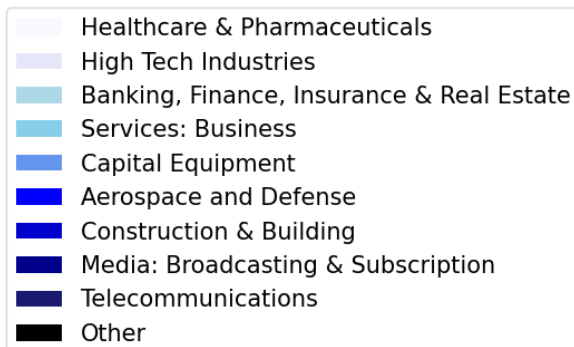 Healthcare & Pharmaceuticals
High Tech Industries
Banking, Finance, Insurance & Real Estate
Services: Business
Capital Equipment
Aerospace and Defense
Construction & Building
Media: Broadcasting & Subscription
Telecommunications
Other